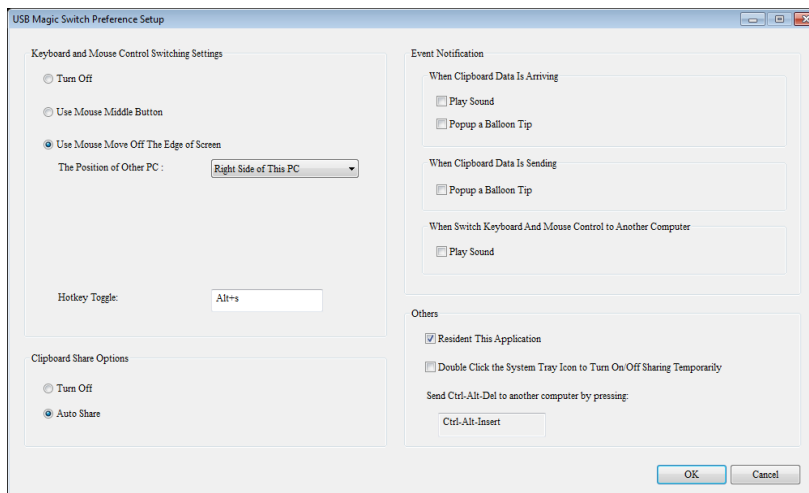 USB Magic Switch Preference Setup
Keyboard and Mouse Control Switching Settings
Turn Off
Use Mouse Middle Button
Use Mouse Move Off The Edge of Screen
The Position of Other PC :
Right Side of This PC
Hotkey Toggle:
Alt+s
Clipboard Share Options
Turn Off
Auto Share
Event Notification
When Clipboard Data Is Arriving
Play Sound
Popup a Balloon Tip
When Clipboard Data Is Sending
Popup a Balloon Tip
When Switch Keyboard And Mouse Control to Another Computer
Play Sound
Others
Resident This Application
Double Click the System Tray Icon to Turn On/Off Sharing Temporarily
Send Ctrl-Alt-Del to another computer by pressing:
Ctrl-Alt-Insert
OK
Cancel